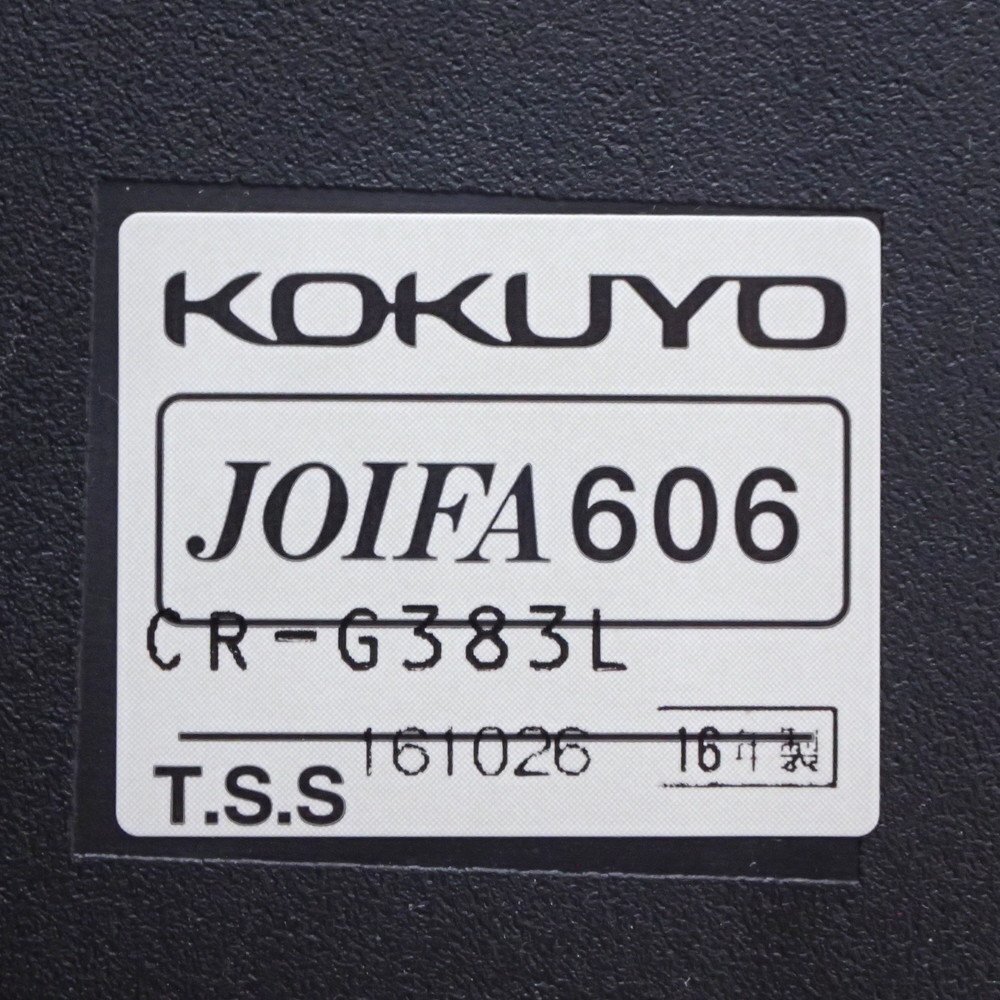 KOKUYO
JOIFA 606
CR-G383L
161026 16年製
T.S.S